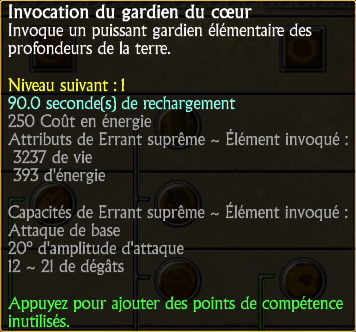 Invocation du gardien du cœur
Invoque un puissant gardien élémentaire des
profondeurs de la terre.
Niveau suivant : 1
90.0 seconde(s) de rechargement
250 Coût en énergie
Attributs de Errant suprême ~ Élément invoqué :
3237 de vie
393 d'énergie
Capacités de Errant suprême ~ Élément invoqué :
Attaque de base
20° d'amplitude d'attaque
12 ~ 21 de dégâts
Appuyez pour ajouter des points de compétence
inutilisés.